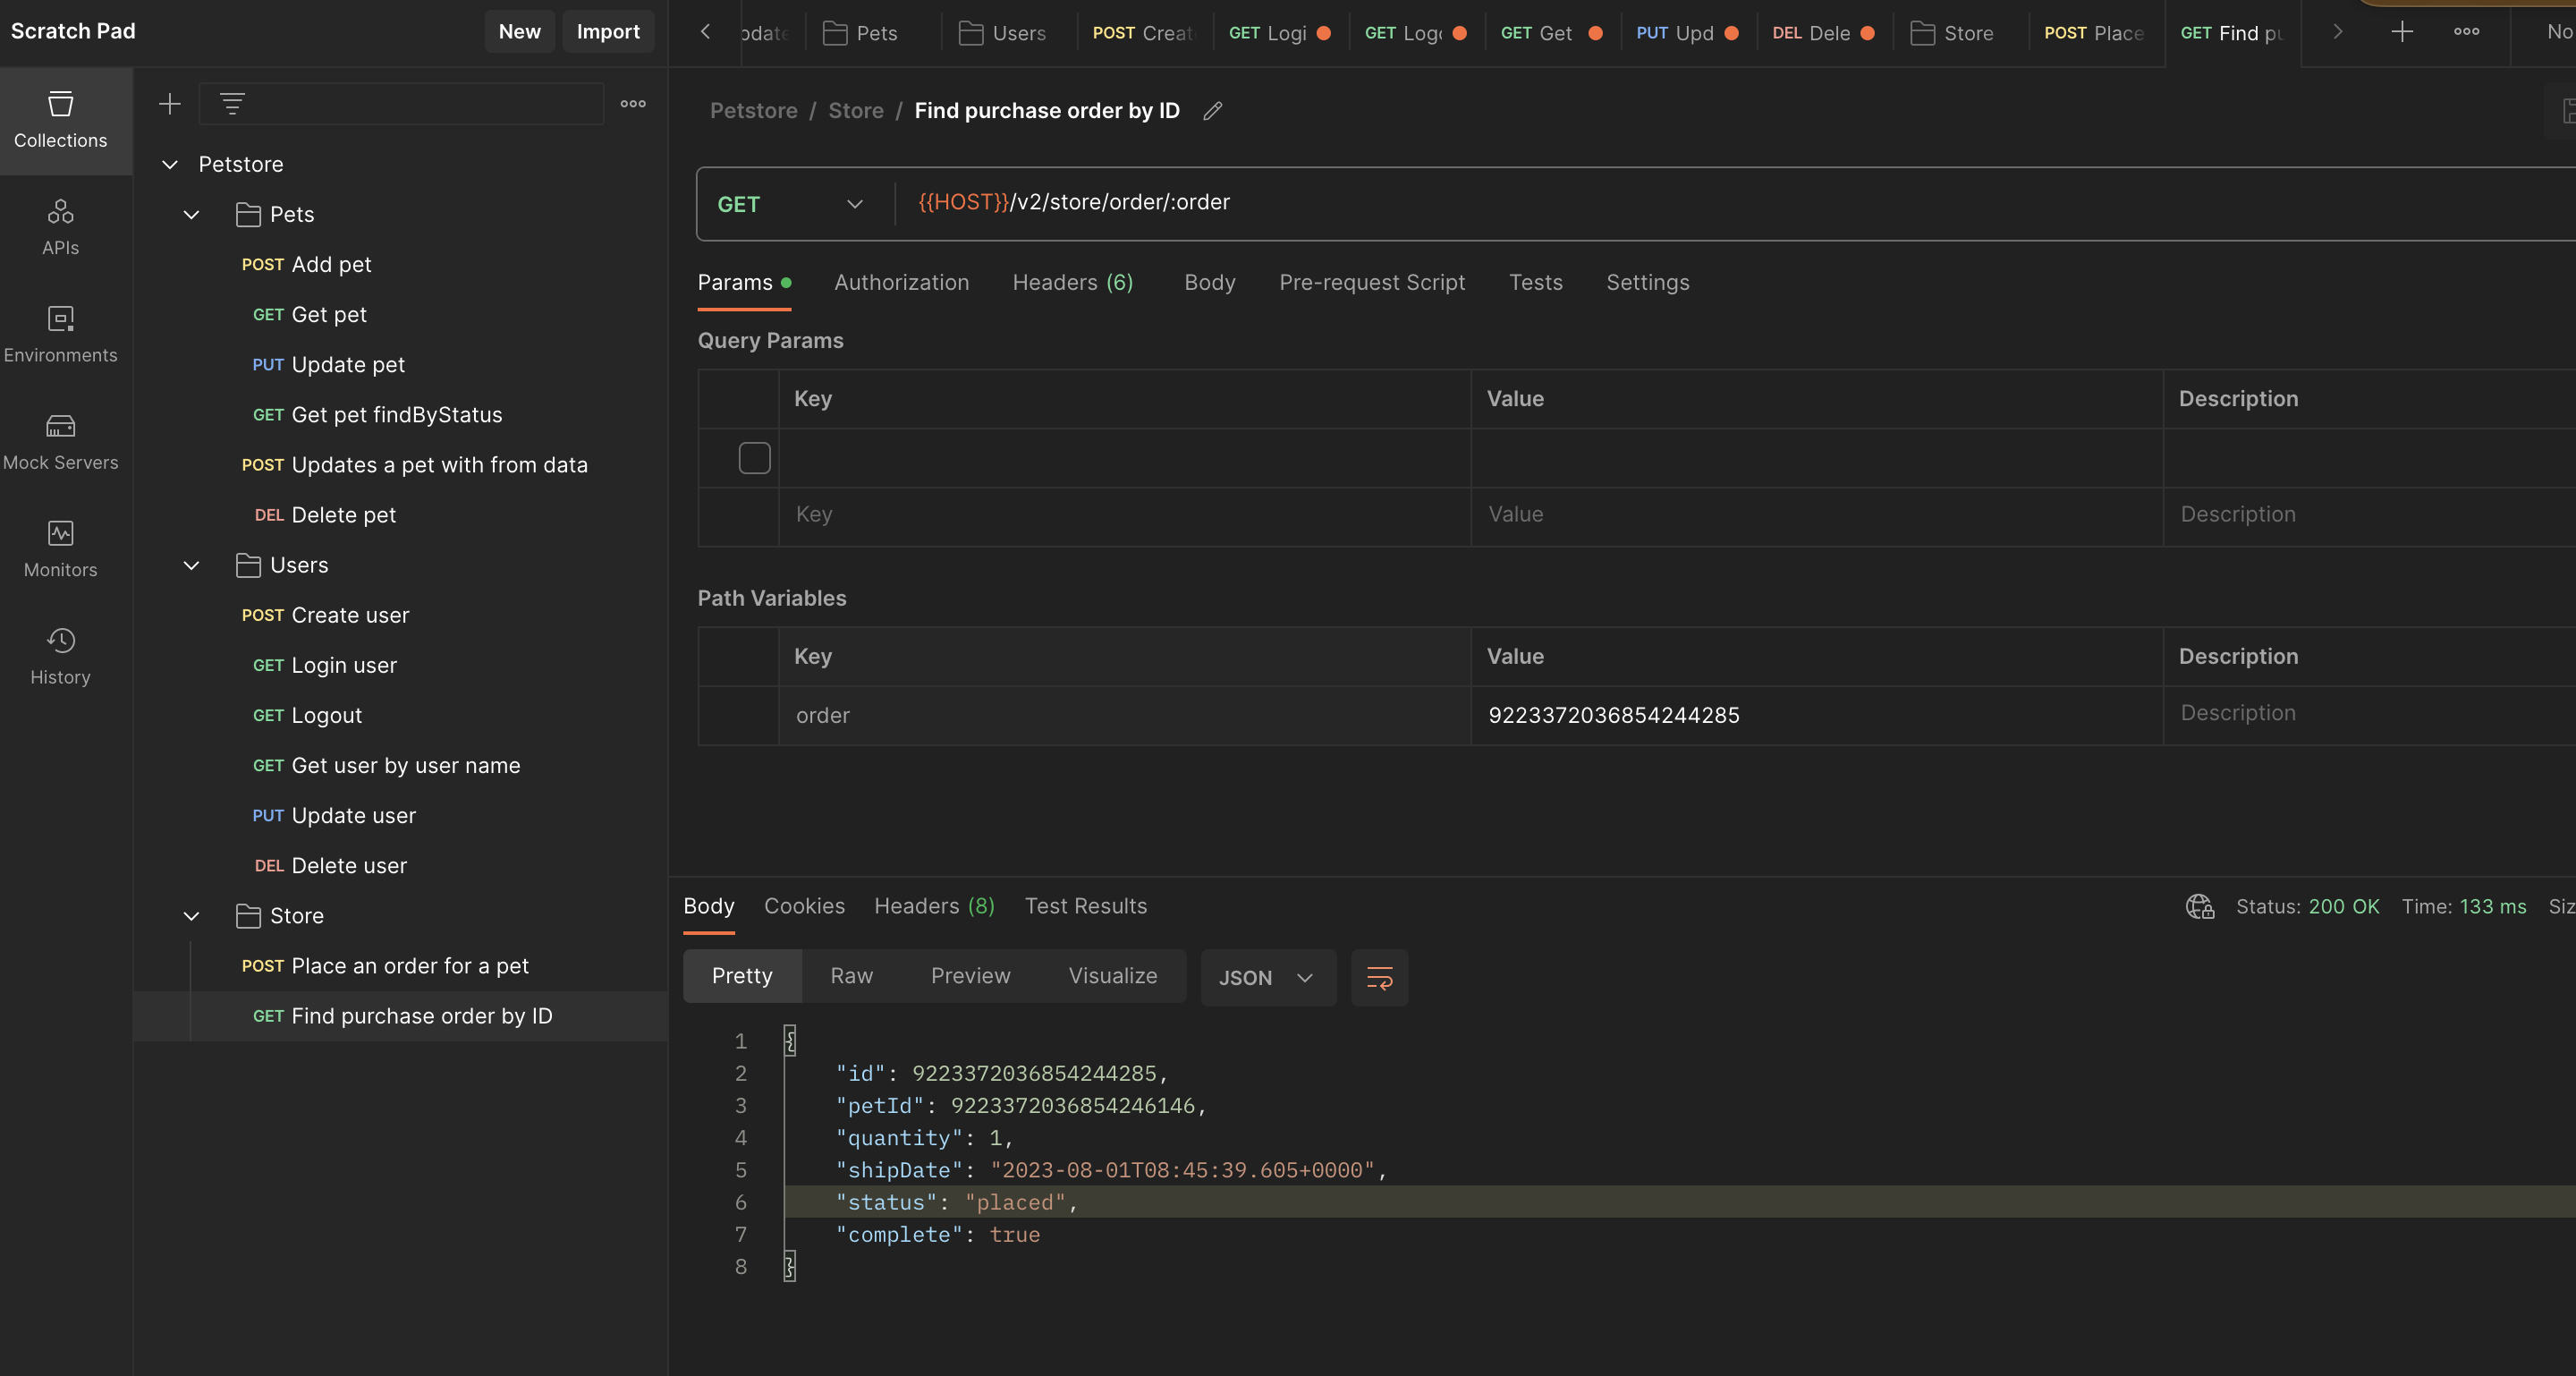 Scratch Pad
New
Import
Pets
Users
POST
GET Logi
GET
GET Get
PUT Upd
DEL Dele
Store
POST Place
GET Find
No
Collections
APIs
Environments
Mock Servers
Monitors
History
Petstore
Pets
POST Add pet
GET Get pet
PUT Update pet
GET Get pet findByStatus
POST Updates a pet with from data
DEL Delete pet
Users
POST Create user
GET Login user
GET Logout
GET Get user by user name
PUT Update user
DEL Delete user
Store
POST Place an order for a pet
GET Find purchase order by ID
Petstore / Store / Find purchase order by ID
GET
{{HOST}}/v2/store/order/:order
Params
Authorization
Headers (6)
Body
Pre-request Script
Tests
Settings
Query Params
Key
Value
Description
Key
Value
Description
Path Variables
Key
Value
Description
order
9223372036854244285
Description
Body
Cookies
Headers (8)
Test Results
Status: 200 OK
Time: 133 ms
Pretty
Raw
Preview
Visualize
JSON
1 {
2 "id": 9223372036854244285,
3 "petId": 9223372036854246146,
4 "quantity": 1,
5 "shipDate": "2023-08-01T08:45:39.605+0000",
6 "status": "placed",
7 "complete": true
8 }